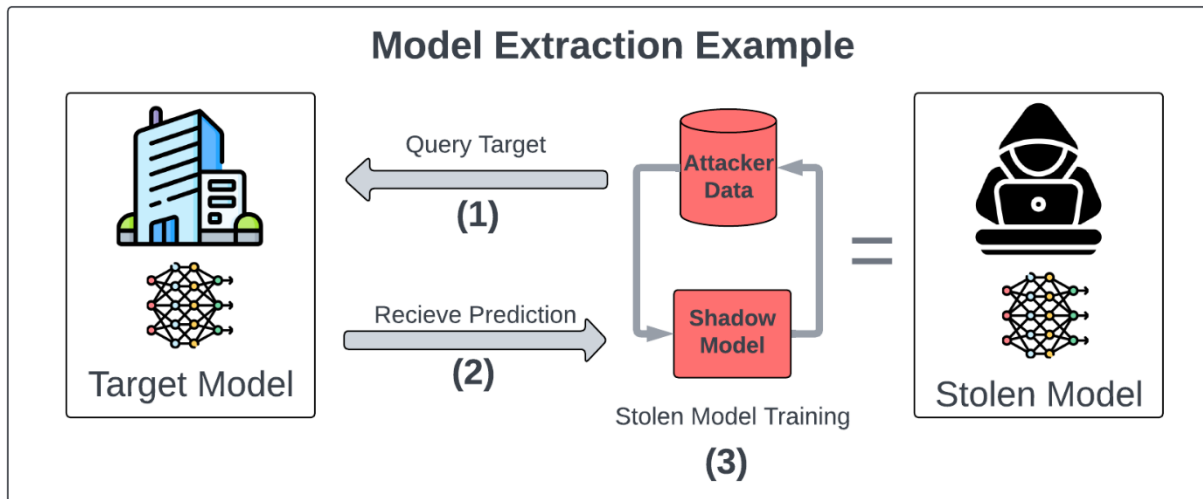 Model Extraction Example
Query Target
(1)
Recieve Prediction
(2)
Target Model
Attacker
Data
Shadow
Model
Stolen Model Training
(3)
=
Stolen Model